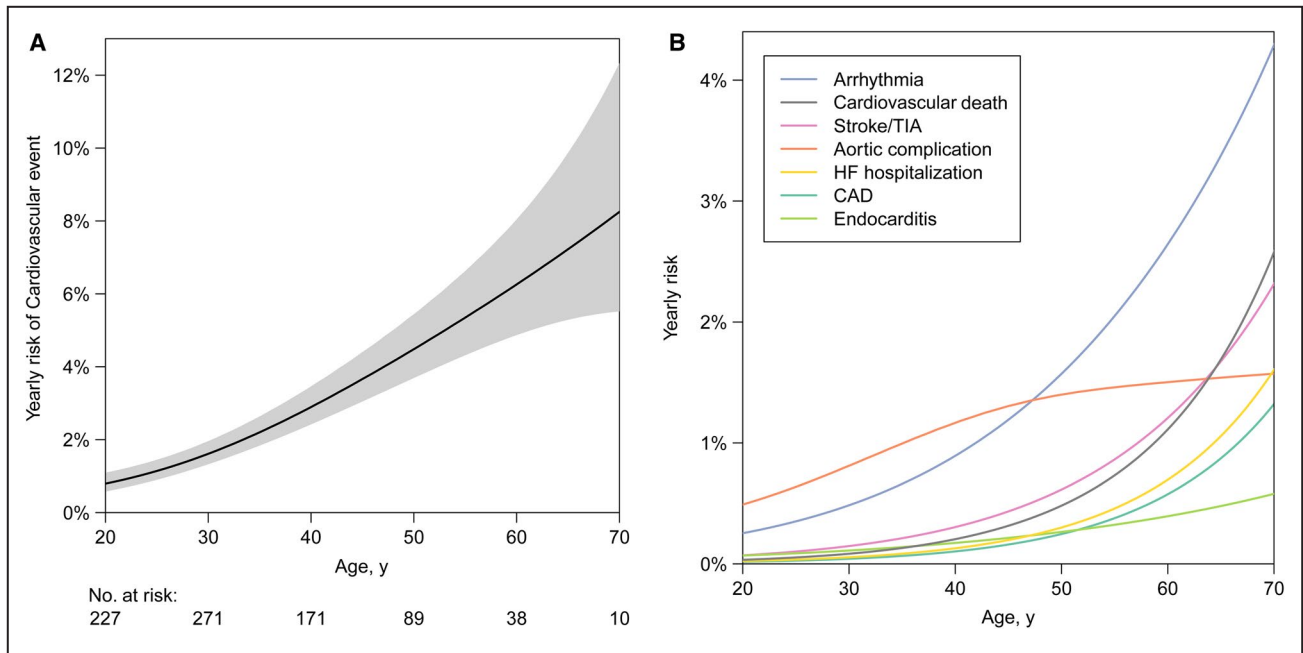 A
Yearly risk of Cardiovascular event
12%
10%
8%
6%
4%
2%
0%
20 30 40 50 60 70
Age, y
No. at risk:
227 271 171 89 38 10
B
Yearly risk
4%
3%
2%
1%
0%
Arrhythmia
Cardiovascular death
Stroke/TIA
Aortic complication
HF hospitalization
CAD
Endocarditis
20 30 40 50 60 70
Age, y